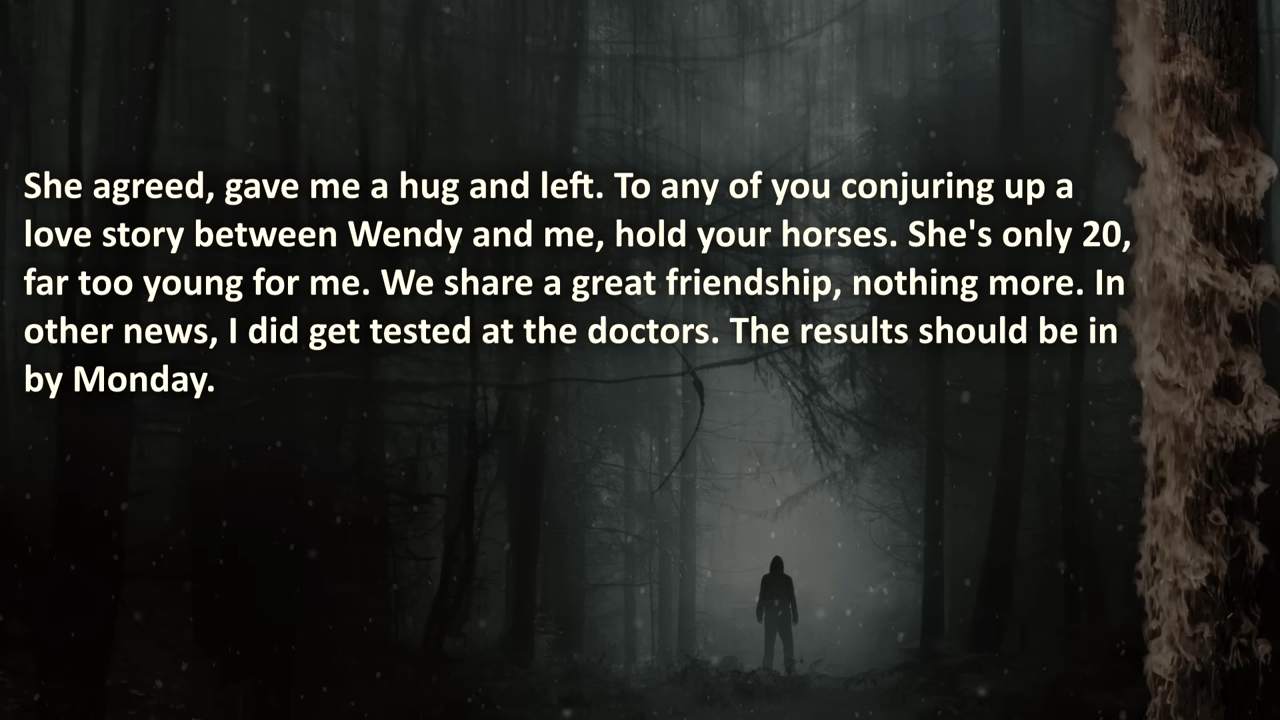 She agreed, gave me a hug and left. To any of you conjuring up a
love story between Wendy and me, hold your horses. She's only 20,
far too young for me. We share a great friendship, nothing more. In
other news, I did get tested at the doctors. The results should be in
by Monday.